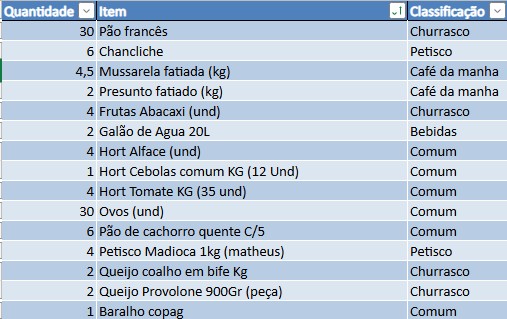 Quantidade Item Classificação
30 Pão francês Churrasco
6 Chancliche Petisco
4,5 Mussarela fatiada (kg) Café da manha
2 Presunto fatiado (kg) Café da manha
4 Frutas Abacaxi (und) Churrasco
2 Galão de Agua 20L Bebidas
4 Hort Alface (und) Comum
1 Hort Cebolas comum KG (12 Und) Comum
4 Hort Tomate KG (35 und) Comum
30 Ovos (und) Comum
6 Pão de cachorro quente C/5 Comum
4 Petisco Madioca 1kg (matheus) Petisco
2 Queijo coalho em bife Kg Churrasco
2 Queijo Provolone 900Gr (peça) Churrasco
1 Baralho copag Comum